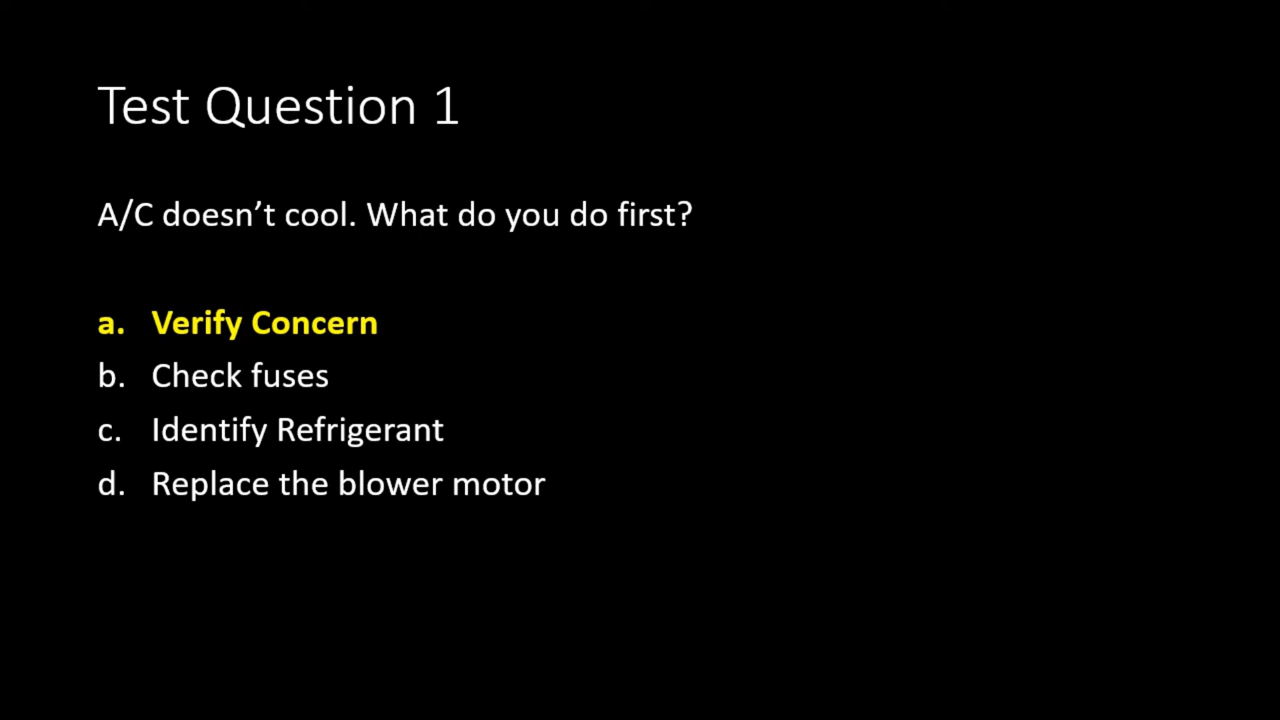 Test Question 1
A/C doesn’t cool. What do you do first?
a. Verify Concern
b. Check fuses
c. Identify Refrigerant
d. Replace the blower motor